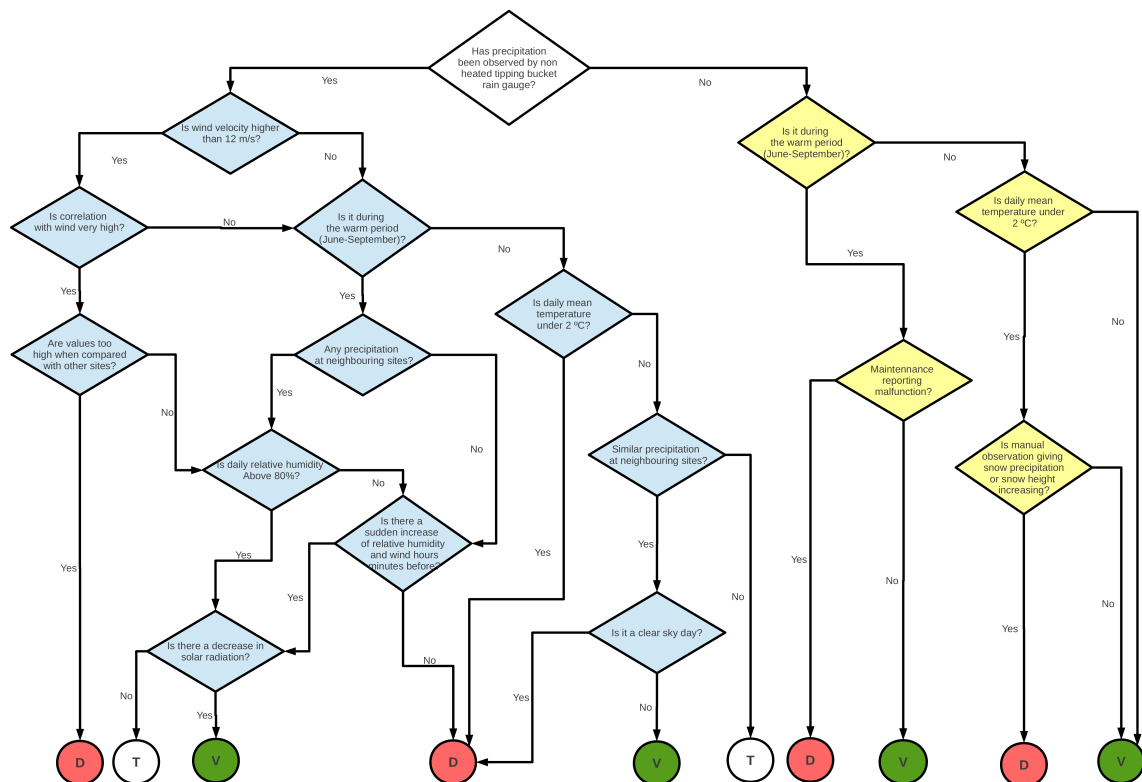 Has precipitation
been observed by non
heated tipping bucket
rain gauge?
Yes
No
Is wind velocity higher
than 12 m/s?
Is it during
the warm period
(June-September)?
Yes
No
No
Is correlation
with wind very high?
No
Is it during
the warm period
(June-September)?
No
Is daily mean
temperature under
2 ºC?
Yes
Yes
Yes
Is daily mean
temperature
under 2 ºC?
No
Are values too
high when compared
with other sites?
Any precipitation
at neighbouring sites?
Yes
No
Maintennance
reporting
malfunction?
Yes
No
No
Is daily relative humidity
Above 80%?
No
No
Similar precipitation
at neighbouring sites?
Is manual
observation giving
snow precipitation
or snow height
increasing?
Is there a
sudden increase
of relative humidity
and wind hours
minutes before?
Yes
Yes
Yes
Yes
Yes
No
Yes
No
No
Is there a decrease in
solar radiation?
Is it a clear sky day?
Yes
No
No
Yes
Yes
No
D
T
V
D
V
T
D
V
D
V